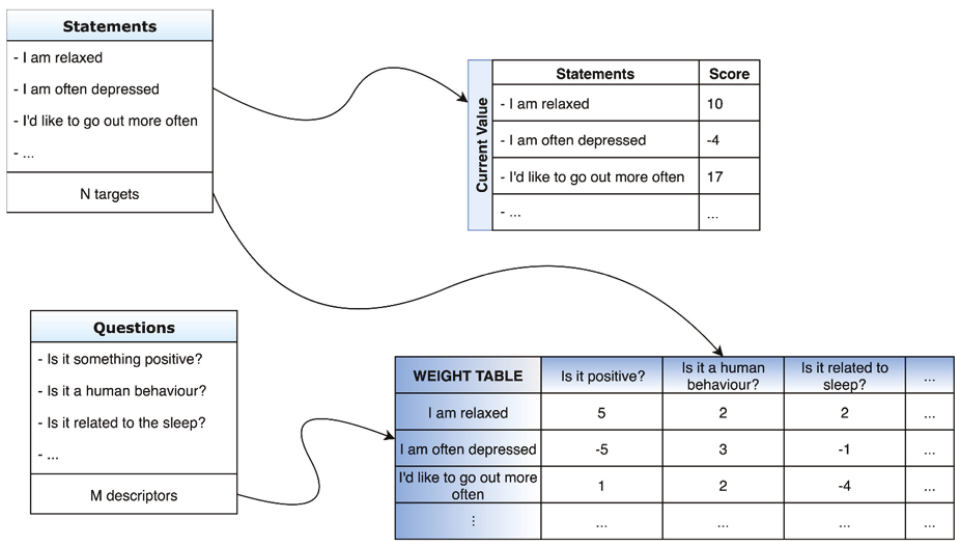 Statements
- I am relaxed
- I am often depressed
- I'd like to go out more often
- ...
N targets
Current Value
Statements Score
- I am relaxed 10
- I am often depressed -4
- I'd like to go out more often 17
- ... ...
Questions
- Is it something positive?
- Is it a human behaviour?
- Is it related to the sleep?
- ...
M descriptors
WEIGHT TABLE Is it positive? Is it a human behaviour? Is it related to sleep? ...
I am relaxed 5 2 2 ...
I am often depressed -5 3 -1 ...
I'd like to go out more often 1 2 -4 ...
⋮ ... ... ... ...